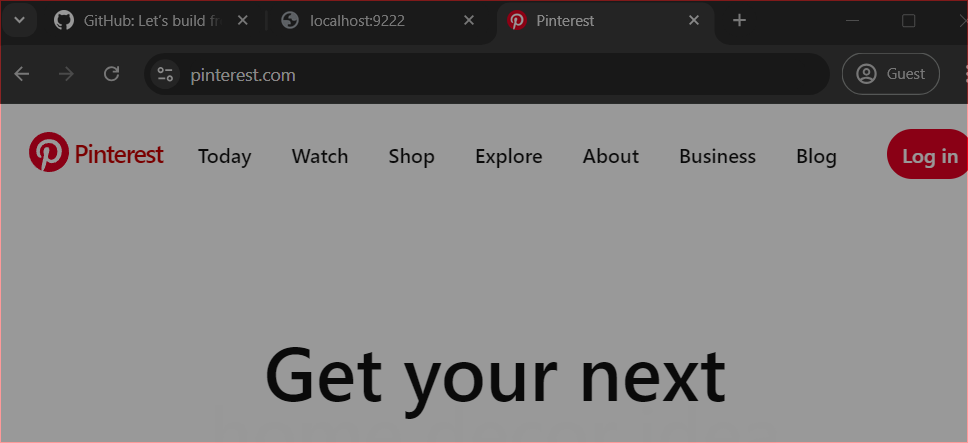 GitHub: Let's build fr
localhost:9222
Pinterest
pinterest.com
Guest
Pinterest Today Watch Shop Explore About Business Blog Log in
Get your next